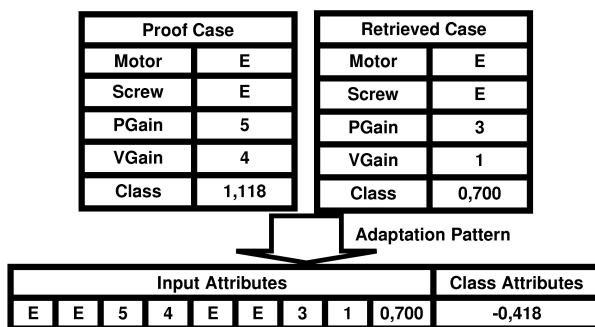 Proof Case
Motor E
Screw E
PGain 5
VGain 4
Class 1,118
Retrieved Case
Motor E
Screw E
PGain 3
VGain 1
Class 0,700
Adaptation Pattern
Input Attributes Class Attributes
E E 5 4 E E 3 1 0,700 -0,418